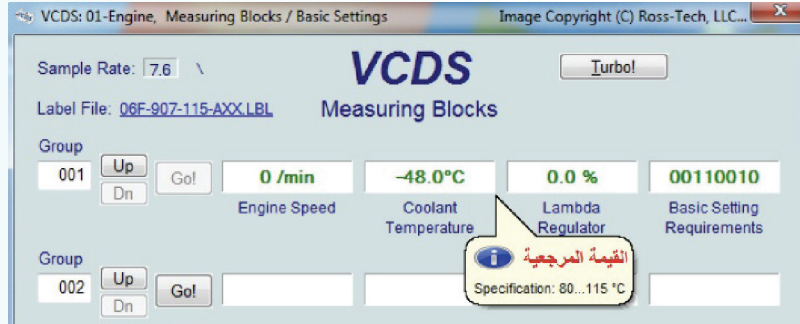 VCDS: 01-Engine, Measuring Blocks / Basic Settings
Image Copyright (C) Ross-Tech, LLC...
Sample Rate: 7.6 \
VCDS
Turbo!
Label File: 06F-907-115-AXX.LBL
Measuring Blocks
Group
001
Up
Dn
Go!
0 /min
-48.0°C
0.0 %
00110010
Engine Speed
Coolant
Temperature
Lambda
Regulator
Basic Setting
Requirements
القيمة المرجعية
Specification: 80...115 °C
Group
002
Up
Dn
Go!